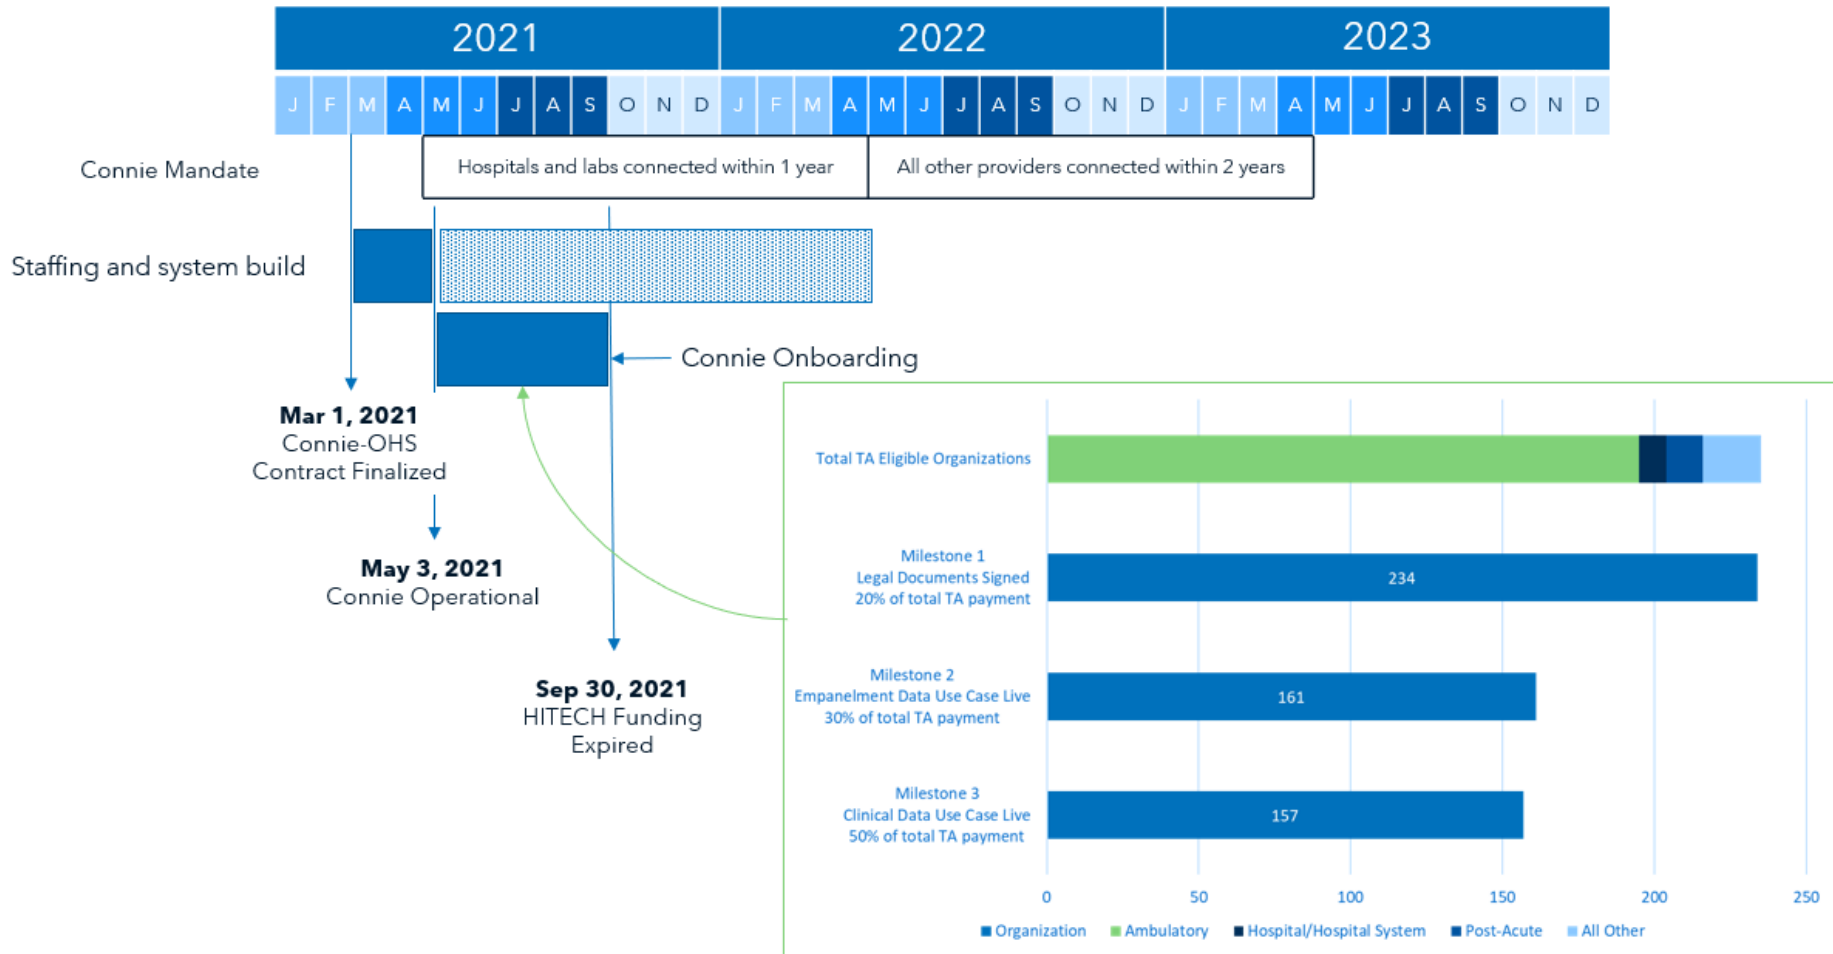 2021 2022 2023
J F M A M J J A S O N D J F M A M J J A S O N D J F M A M J J A S O N D
Connie Mandate
Hospitals and labs connected within 1 year
All other providers connected within 2 years
Staffing and system build
Connie Onboarding
Mar 1, 2021
Connie-OHS
Contract Finalized
May 3, 2021
Connie Operational
Sep 30, 2021
HITECH Funding
Expired
Total TA Eligible Organizations
Milestone 1
Legal Documents Signed
20% of total TA payment
234
Milestone 2
Empanelment Data Use Case Live
30% of total TA payment
161
Milestone 3
Clinical Data Use Case Live
50% of total TA payment
157
0 50 100 150 200 250
Organization Ambulatory Hospital/Hospital System Post-Acute All Other